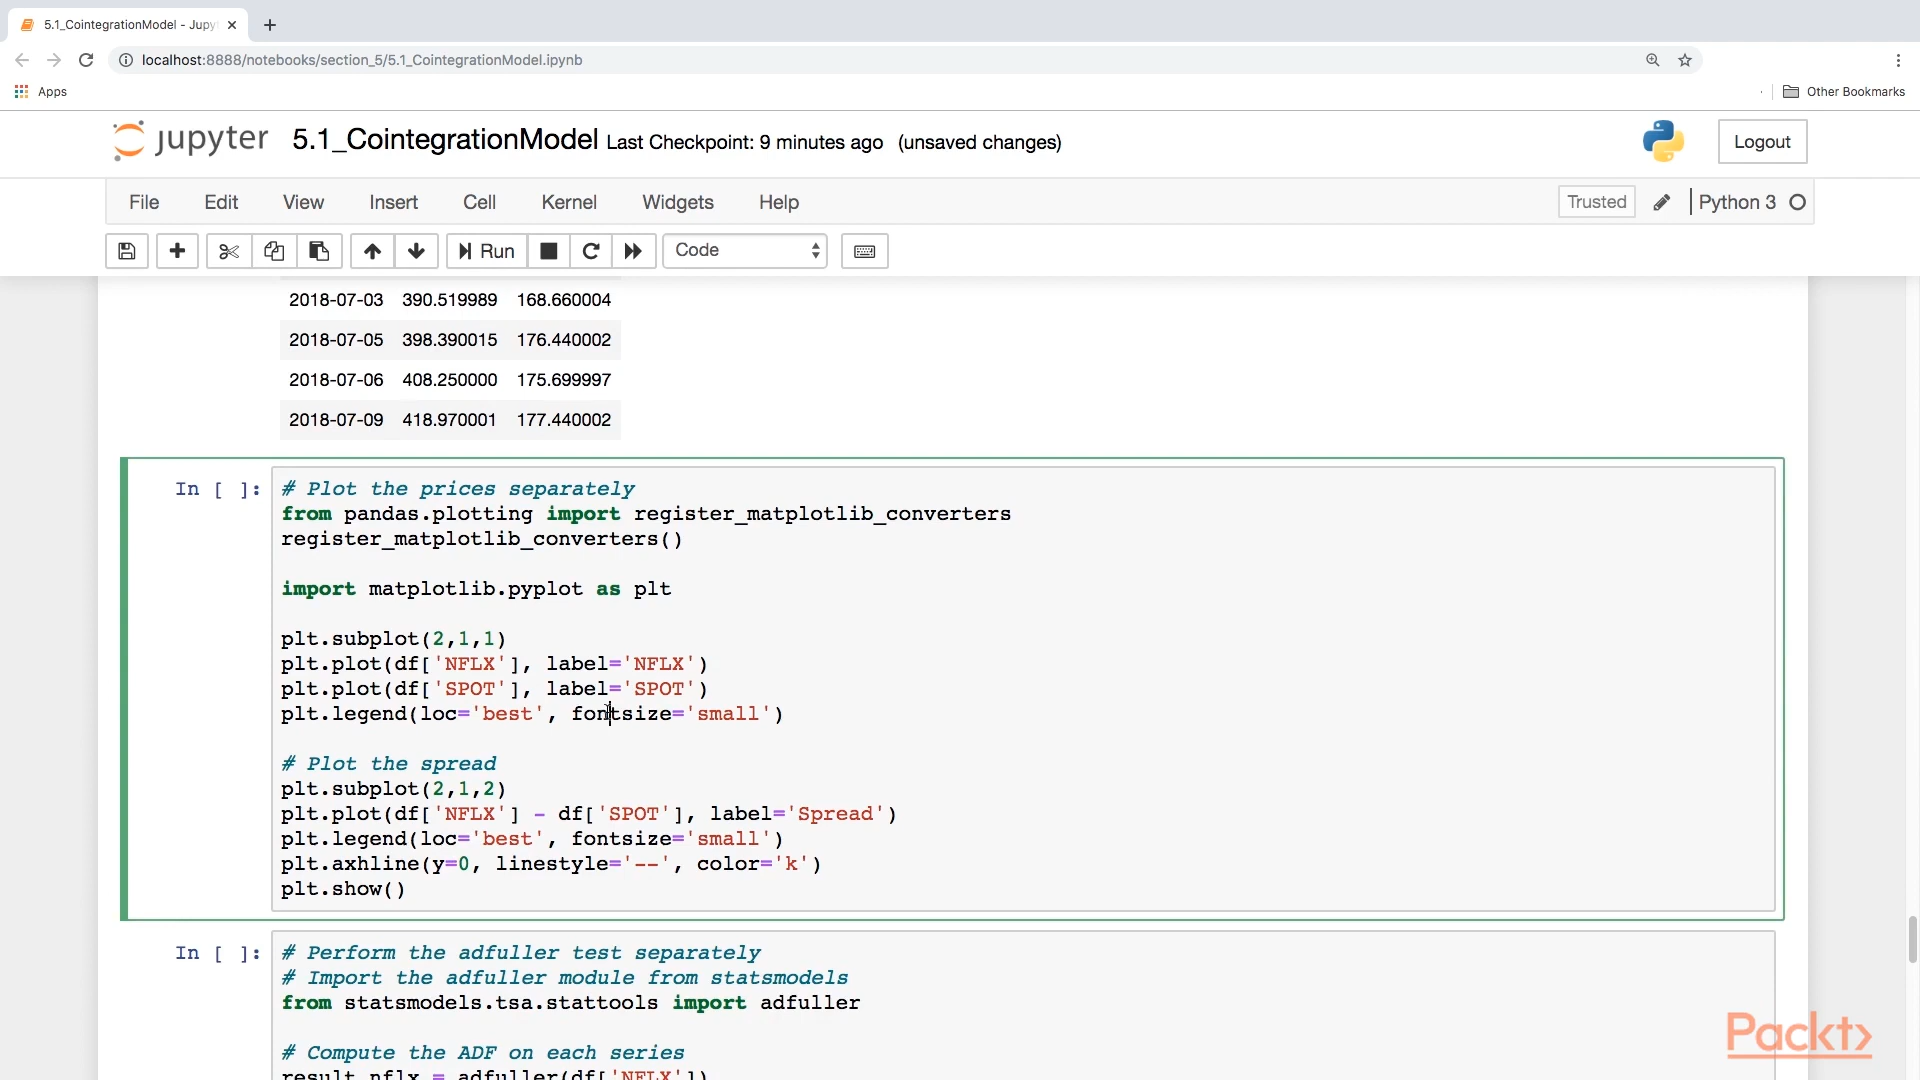 5.1_CointegrationModel - Jupy
localhost:8888/notebooks/section_5/5.1_CointegrationModel.ipynb
Apps
Other Bookmarks
jupyter 5.1_CointegrationModel Last Checkpoint: 9 minutes ago (unsaved changes)
Logout
File Edit View Insert Cell Kernel Widgets Help
Trusted
Python 3
Run
Code
2018-07-03 390.519989 168.660004
2018-07-05 398.390015 176.440002
2018-07-06 408.250000 175.699997
2018-07-09 418.970001 177.440002
In [ ]: # Plot the prices separately
from pandas.plotting import register_matplotlib_converters
register_matplotlib_converters()
import matplotlib.pyplot as plt
plt.subplot(2,1,1)
plt.plot(df['NFLX'], label='NFLX')
plt.plot(df['SPOT'], label='SPOT')
plt.legend(loc='best', fontsize='small')
# Plot the spread
plt.subplot(2,1,2)
plt.plot(df['NFLX'] - df['SPOT'], label='Spread')
plt.legend(loc='best', fontsize='small')
plt.axhline(y=0, linestyle='--', color='k')
plt.show()
In [ ]: # Perform the adfuller test separately
# Import the adfuller module from statsmodels
from statsmodels.tsa.stattools import adfuller
# Compute the ADF on each series
result_nflx = adfuller(df['NFLX'])
Packt>